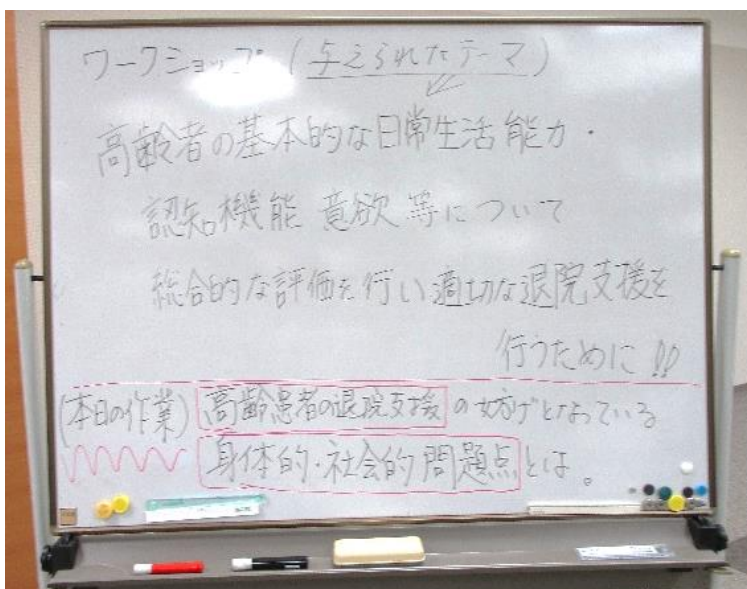 ワークショップ（与えられたテーマ）
高齢者の基本的な日常生活能力・
認知機能 意欲等について
総合的な評価を行い適切な退院支援を
行うために!!
(本日の作業) 高齢患者の退院支援の妨げとなっている
身体的・社会的問題点とは。